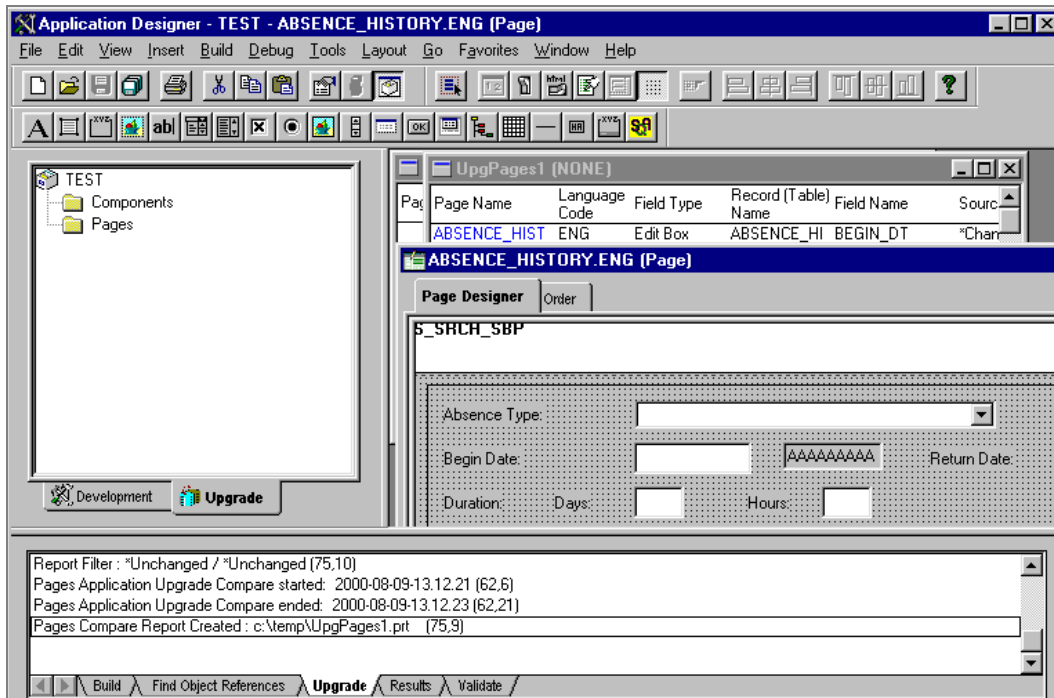 Application Designer - TEST - ABSENCE_HISTORY.ENG (Page)
File Edit View Insert Build Debug Tools Layout Go Favorites Window Help
TEST
Components
Pages
Development
Upgrade
UpgPages1 (NONE)
Page Name Language Code Field Type Record (Table) Name Field Name Sourc
ABSENCE_HIST ENG Edit Box ABSENCE_HI BEGIN_DT *Chan
ABSENCE_HISTORY.ENG (Page)
Page Designer Order
S_SRCH_SBP
Absence Type:
Begin Date: AAAAAAAAA Return Date:
Duration: Days: Hours:
Report Filter : *Unchanged / *Unchanged (75,10)
Pages Application Upgrade Compare started: 2000-08-09-13.12.21 (62,6)
Pages Application Upgrade Compare ended: 2000-08-09-13.12.23 (62,21)
Pages Compare Report Created : c:\temp\UpgPages1.prt (75,9)
Build Find Object References Upgrade Results Validate